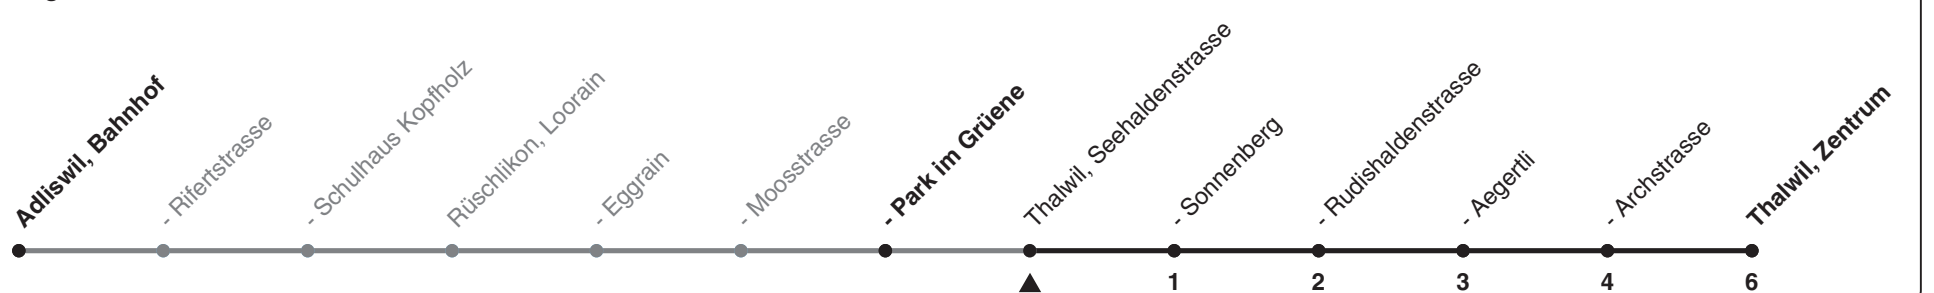 Adliswil, Bahnhof
- Rifertstrasse
- Schulhaus Kopfholz
Rüschlikon, Loorain
- Eggrain
- Moosstrasse
- Park im Grüene
Thalwil, Seehaldenstrasse
- Sonnenberg
- Rudishaldenstrasse
- Aegertli
- Archstrasse
Thalwil, Zentrum
1 2 3 4 6